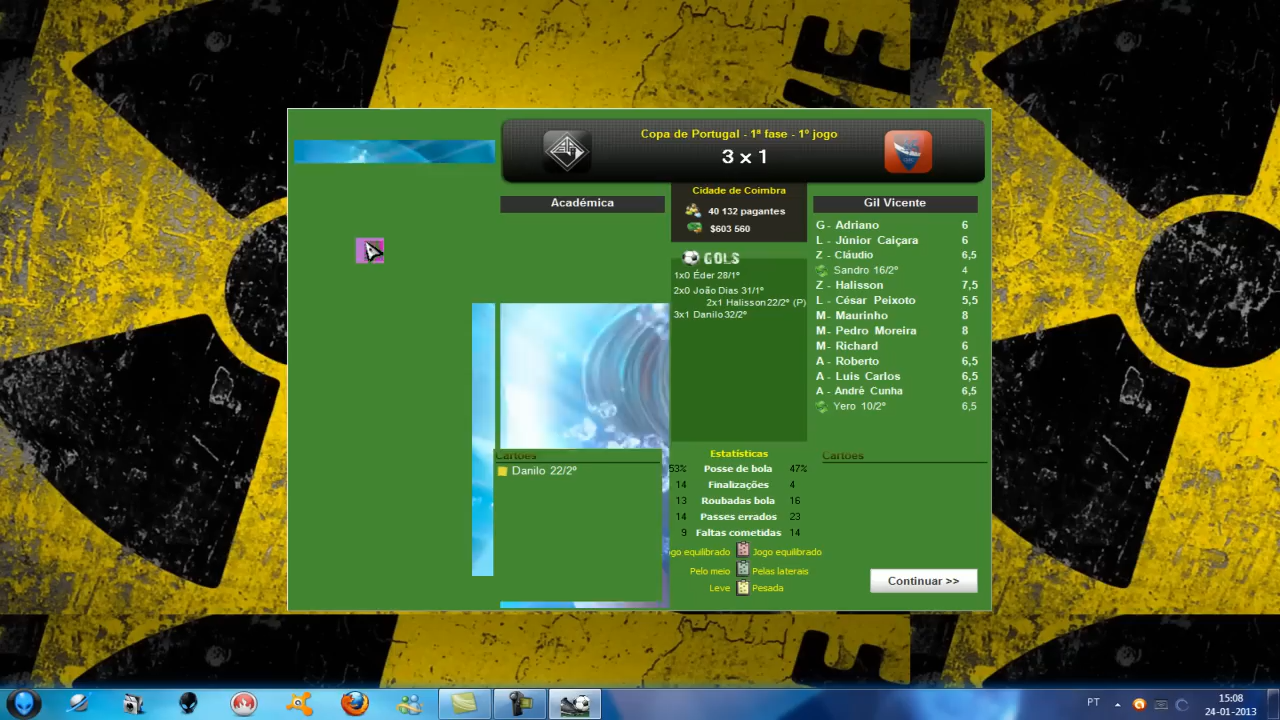 Copa de Portugal - 1ª fase - 1º jogo
3 x 1
Académica
Cidade de Coimbra
40 132 pagantes
$603 560
Gil Vicente
G - Adriano 6
L - Júnior Caiçara 6
Z - Cláudio 6,5
Sandro 16/2º 4
Z - Halisson 7,5
L - César Peixoto 5,5
M - Maurinho 8
M - Pedro Moreira 8
M - Richard 6
A - Roberto 6,5
A - Luis Carlos 6,5
A - André Cunha 6,5
Yero 10/2º 6,5
GOLS
1x0 Éder 28/1º
2x0 João Dias 31/1º
2x1 Halisson 22/2º (P)
3x1 Danilo 32/2º
Cartões
Danilo 22/2º
Estatísticas
53% Posse de bola 47%
14 Finalizações 4
13 Roubadas bola 16
14 Passes errados 23
9 Faltas cometidas 14
ogo equilibrado Jogo equilibrado
Pelo meio Pelas laterais
Leve Pesada
Cartões
Continuar >>
PT
15:08
24-01-2013